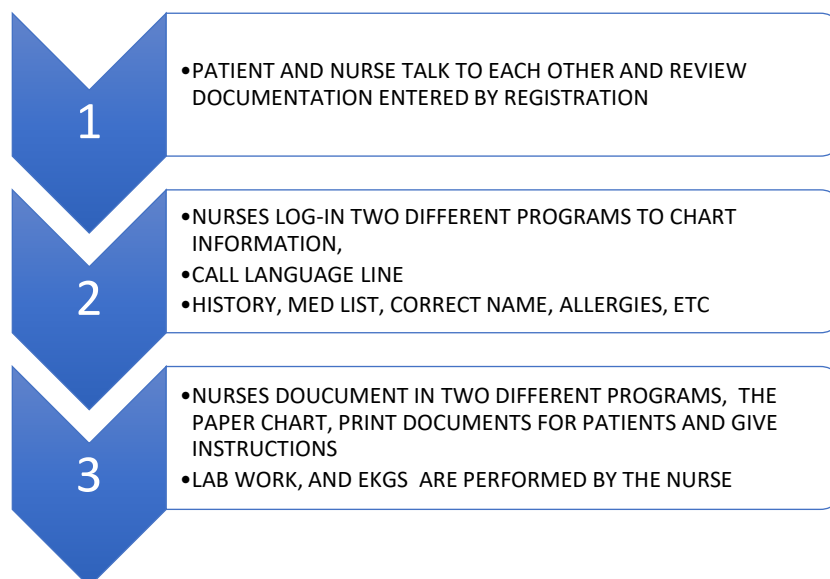 1
•PATIENT AND NURSE TALK TO EACH OTHER AND REVIEW
DOCUMENTATION ENTERED BY REGISTRATION
2
•NURSES LOG-IN TWO DIFFERENT PROGRAMS TO CHART
INFORMATION,
•CALL LANGUAGE LINE
•HISTORY, MED LIST, CORRECT NAME, ALLERGIES, ETC
3
•NURSES DOUCUMENT IN TWO DIFFERENT PROGRAMS,  THE
PAPER CHART, PRINT DOCUMENTS FOR PATIENTS AND GIVE
INSTRUCTIONS
•LAB WORK, AND EKGS  ARE PERFORMED BY THE NURSE